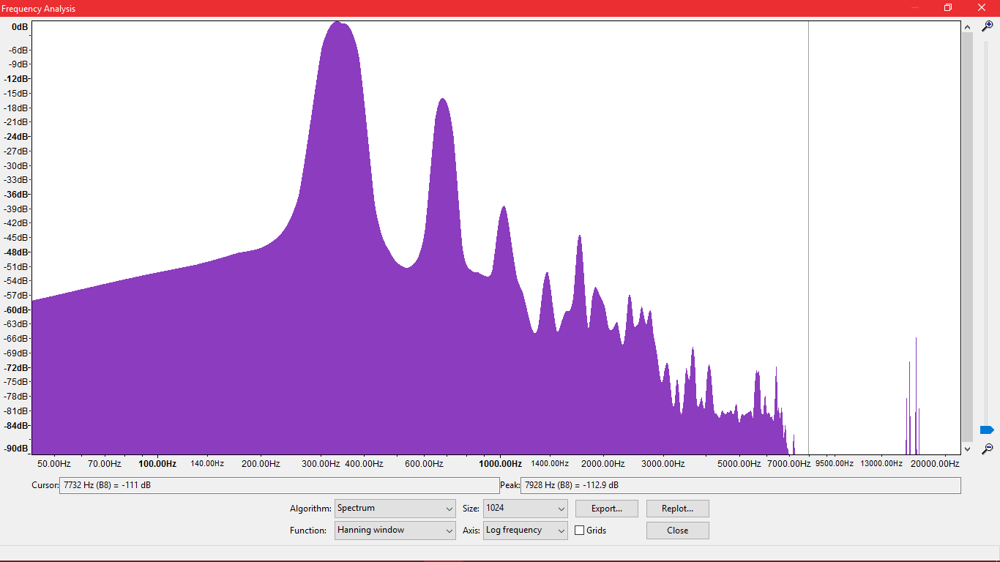 Frequency Analysis
0dB
-6dB
-9dB
-12dB
-15dB
-18dB
-21dB
-24dB
-27dB
-30dB
-33dB
-36dB
-39dB
-42dB
-45dB
-48dB
-51dB
-54dB
-57dB
-60dB
-63dB
-66dB
-69dB
-72dB
-75dB
-78dB
-81dB
-84dB
-90dB
50.00Hz 70.00Hz 100.00Hz 140.00Hz 200.00Hz 300.00Hz 400.00Hz 600.00Hz 1000.00Hz 1400.00Hz 2000.00Hz 3000.00Hz 5000.00Hz 7000.00Hz 9500.00Hz 13000.00Hz 20000.00Hz
Cursor: 7732 Hz (B8) = -111 dB Peak: 7928 Hz (B8) = -112.9 dB
Algorithm: Spectrum Size: 1024 Export... Replot...
Function: Hanning window Axis: Log frequency Grids Close